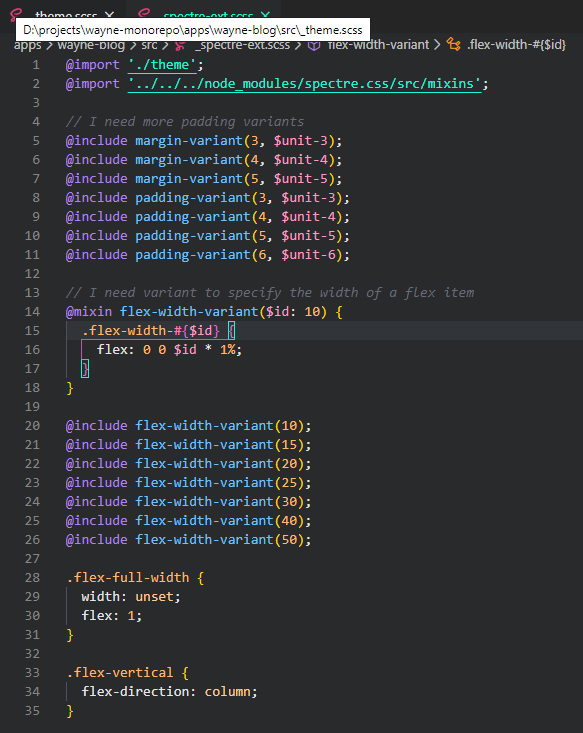 _theme.scss
_spectre-ext.scss
D:\projects\wayne-monorepo\apps\wayne-blog\src\_theme.scss
apps > wayne-blog > src > _spectre-ext.scss > flex-width-variant > .flex-width-#{$id}
1 @import './theme';
2 @import '../../../node_modules/spectre.css/src/mixins';
3
4 // I need more padding variants
5 @include margin-variant(3, $unit-3);
6 @include margin-variant(4, $unit-4);
7 @include margin-variant(5, $unit-5);
8 @include padding-variant(3, $unit-3);
9 @include padding-variant(4, $unit-4);
10 @include padding-variant(5, $unit-5);
11 @include padding-variant(6, $unit-6);
12
13 // I need variant to specify the width of a flex item
14 @mixin flex-width-variant($id: 10) {
15 .flex-width-#{$id} {
16 flex: 0 0 $id * 1%;
17 }
18 }
19
20 @include flex-width-variant(10);
21 @include flex-width-variant(15);
22 @include flex-width-variant(20);
23 @include flex-width-variant(25);
24 @include flex-width-variant(30);
25 @include flex-width-variant(40);
26 @include flex-width-variant(50);
27
28 .flex-full-width {
29 width: unset;
30 flex: 1;
31 }
32
33 .flex-vertical {
34 flex-direction: column;
35 }